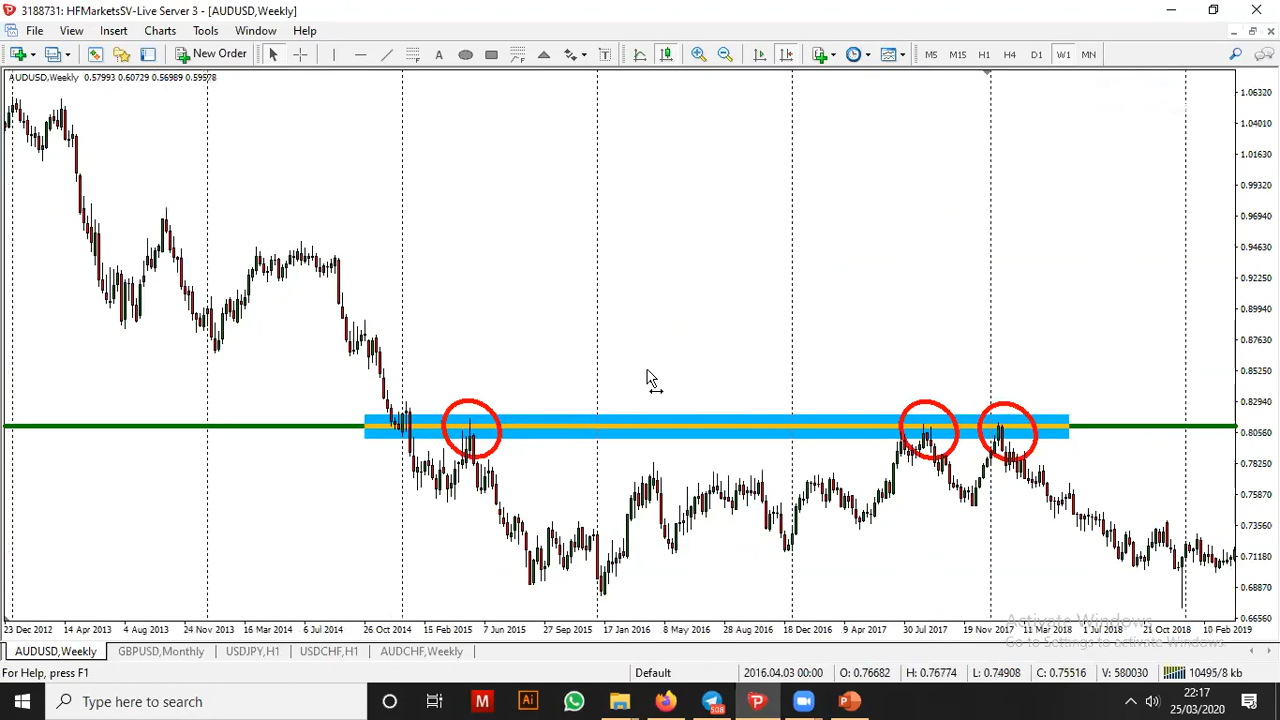 3188731: HFMarketsSV-Live Server 3 - [AUDUSD,Weekly]
File View Insert Charts Tools Window Help
New Order A T M5 M15 H1 H4 D1 W1 MN
AUDUSD,Weekly 0.57993 0.60729 0.56989 0.59578
1.06320
1.04010
1.01630
0.99320
0.96940
0.94630
0.92250
0.89940
0.87630
0.85250
0.82940
0.80560
0.78250
0.75870
0.73560
0.71180
0.68870
0.66560
23 Dec 2012 14 Apr 2013 4 Aug 2013 24 Nov 2013 16 Mar 2014 6 Jul 2014 26 Oct 2014 15 Feb 2015 7 Jun 2015 27 Sep 2015 17 Jan 2016 8 May 2016 28 Aug 2016 18 Dec 2016 9 Apr 2017 30 Jul 2017 19 Nov 2017 11 Mar 2018 1 Jul 2018 21 Oct 2018 10 Feb 2019
Activate Windows
Go to Settings to activate Windows.
AUDUSD,Weekly GBPUSD,Monthly USDJPY,H1 USDCHF,H1 AUDCHF,Weekly
For Help, press F1 Default 2016.04.03 00:00 O: 0.76682 H: 0.76774 L: 0.74908 C: 0.75516 V: 580030 10495/8 kb
Type here to search M Ai 508 22:17
25/03/2020